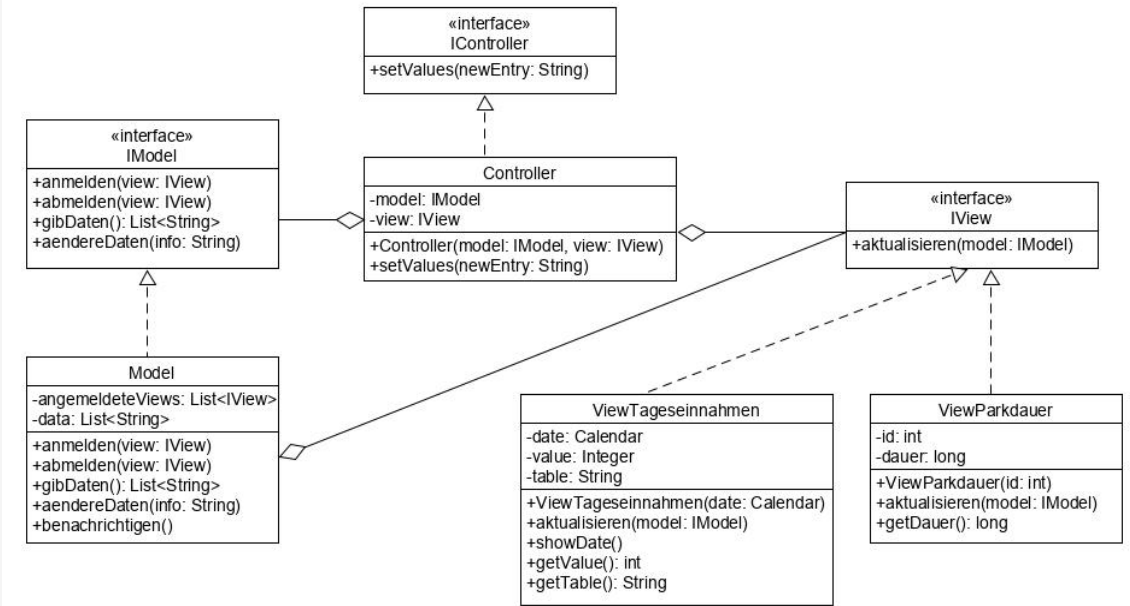 «interface»
IController
+setValues(newEntry: String)
«interface»
IModel
+anmelden(view: IView)
+abmelden(view: IView)
+gibDaten(): List<String>
+aendereDaten(info: String)
Controller
-model: IModel
-view: IView
+Controller(model: IModel, view: IView)
+setValues(newEntry: String)
«interface»
IView
+aktualisieren(model: IModel)
Model
-angemeldeteViews: List<IView>
-data: List<String>
+anmelden(view: IView)
+abmelden(view: IView)
+gibDaten(): List<String>
+aendereDaten(info: String)
+benachrichtigen()
ViewTageseinnahmen
-date: Calendar
-value: Integer
-table: String
+ViewTageseinnahmen(date: Calendar)
+aktualisieren(model: IModel)
+showDate()
+getValue(): int
+getTable(): String
ViewParkdauer
-id: int
-dauer: long
+ViewParkdauer(id: int)
+aktualisieren(model: IModel)
+getDauer(): long